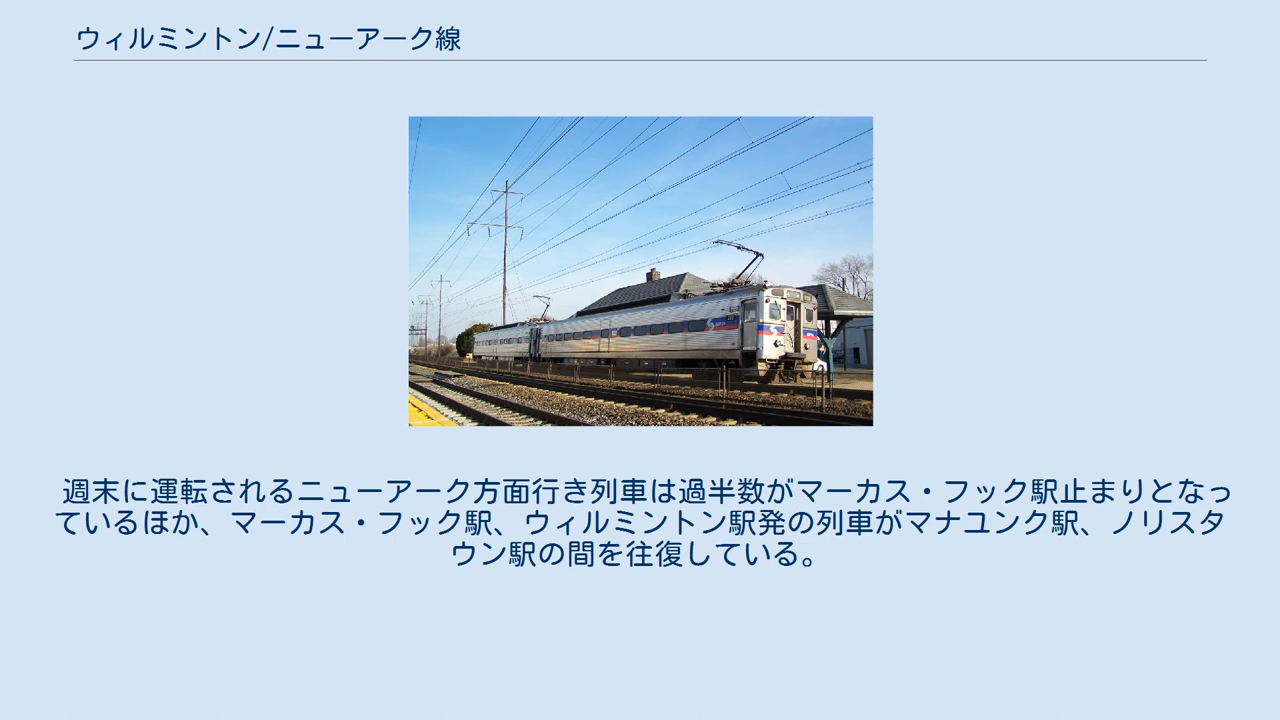 ウィルミントン/ニューアーク線
週末に運転されるニューアーク方面行き列車は過半数がマーカス・フック駅止まりとなっ
ているほか、マーカス・フック駅、ウィルミントン駅発の列車がマナユンク駅、ノリスタ
ウン駅の間を往復している。